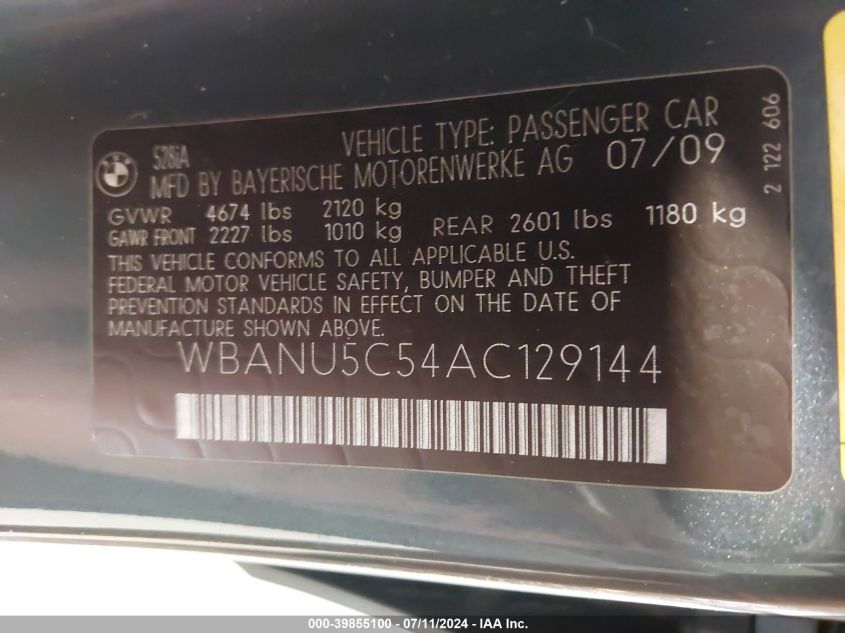 BMW
528iA VEHICLE TYPE: PASSENGER CAR
MFD BY BAYERISCHE MOTORENWERKE AG 07/09
GVWR 4674 lbs 2120 kg
GAWR FRONT 2227 lbs 1010 kg REAR 2601 lbs 1180 kg
THIS VEHICLE CONFORMS TO ALL APPLICABLE U.S.
FEDERAL MOTOR VEHICLE SAFETY, BUMPER AND THEFT
PREVENTION STANDARDS IN EFFECT ON THE DATE OF
MANUFACTURE SHOWN ABOVE.
WBANU5C54AC129144
2 122 606
000-39855100 - 07/11/2024 - IAAI Inc.